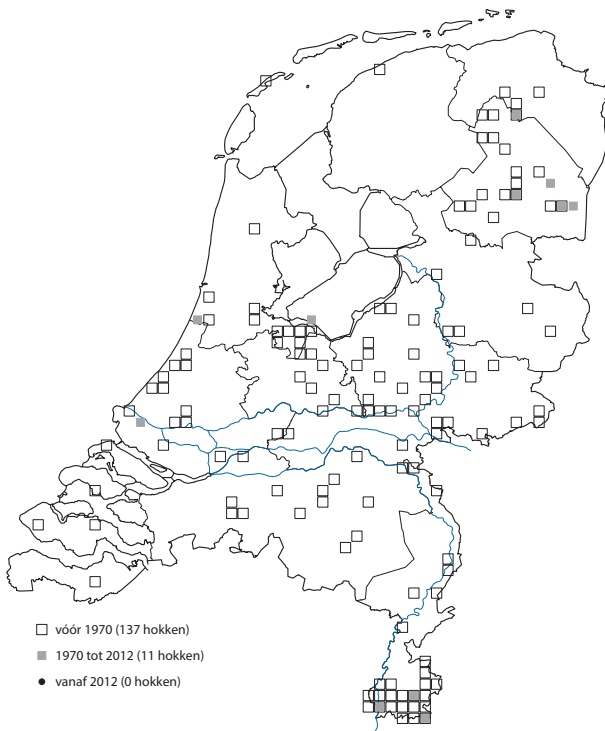 vóór 1970 (137 hokken)
1970 tot 2012 (11 hokken)
vanaf 2012 (0 hokken)